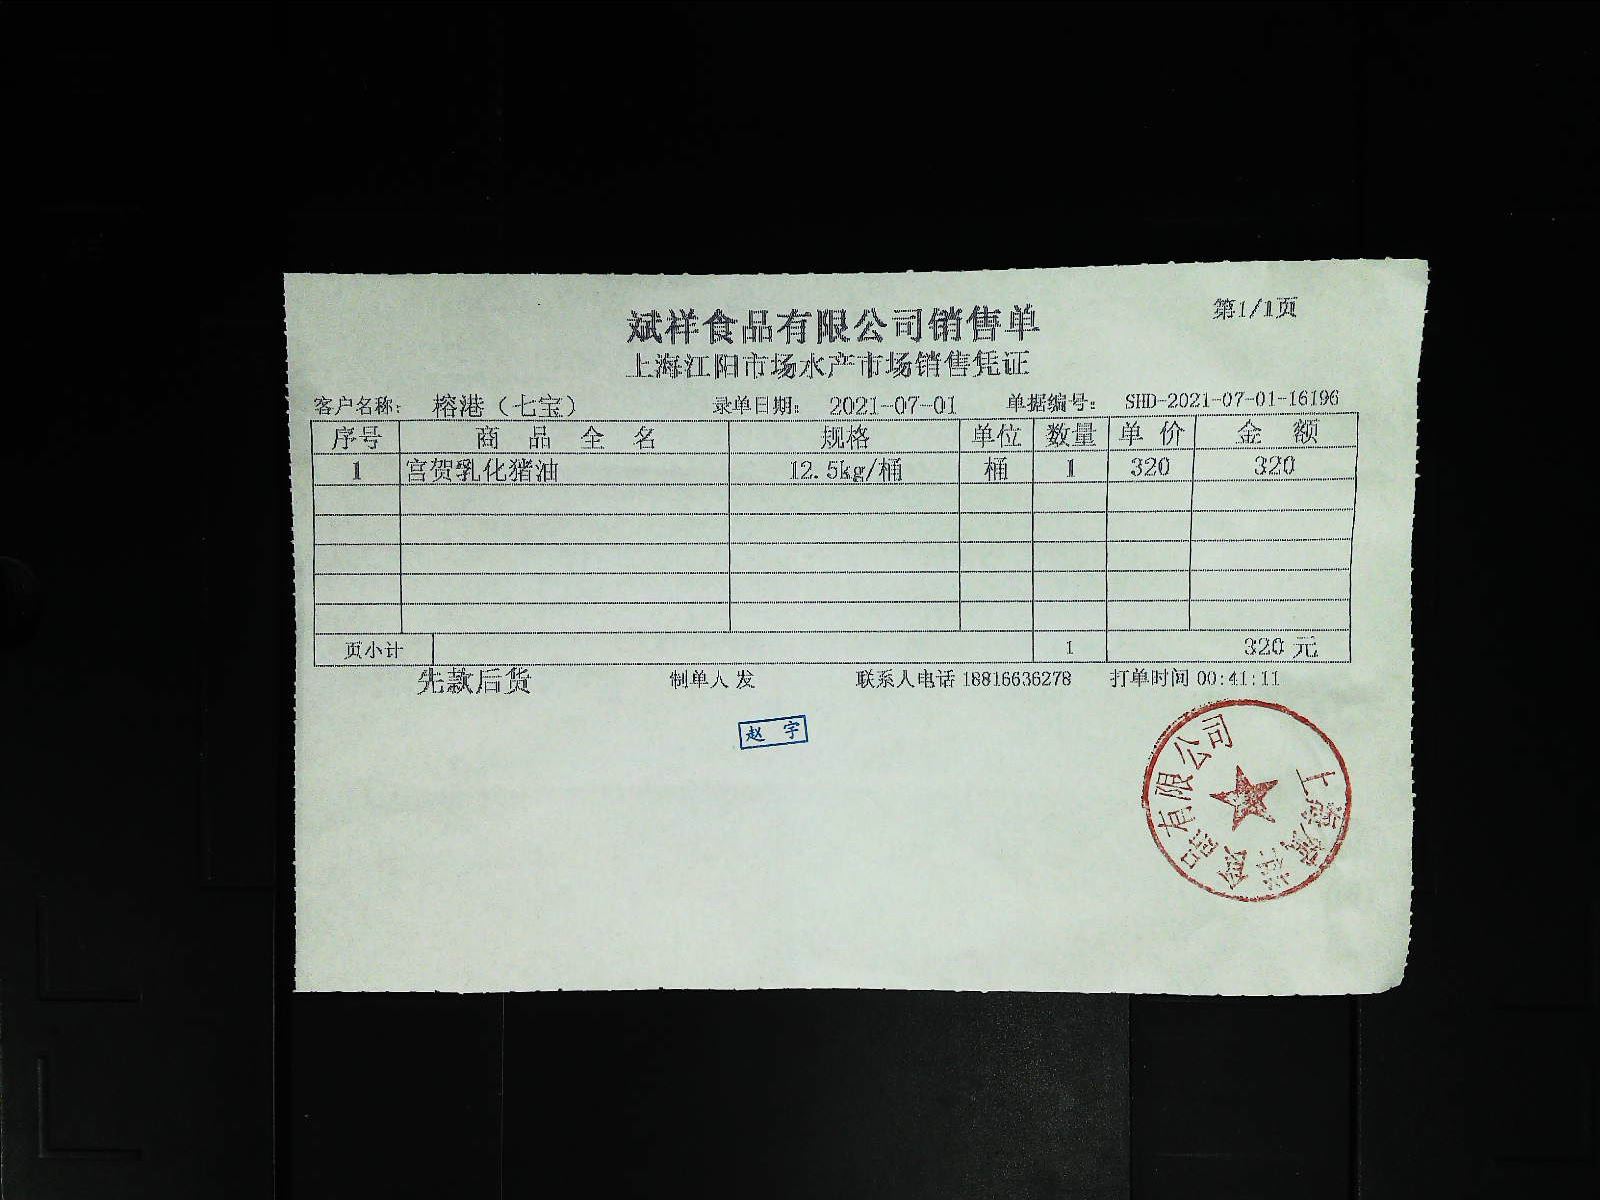 第1/1页
斌祥食品有限公司销售单
上海江阳市场水产市场销售凭证
客户名称： 榕港（七宝） 录单日期： 2021-07-01 单据编号： SHD-2021-07-01-16196
序号 商品全名 规格 单位 数量 单价 金额
1 宫贺乳化猪油 12.5kg/桶 桶 1 320 320
页小计 1 320 元
先款后货 制单人 发 联系人电话 18816636278 打单时间 00:41:11
赵宇
上海斌祥食品有限公司